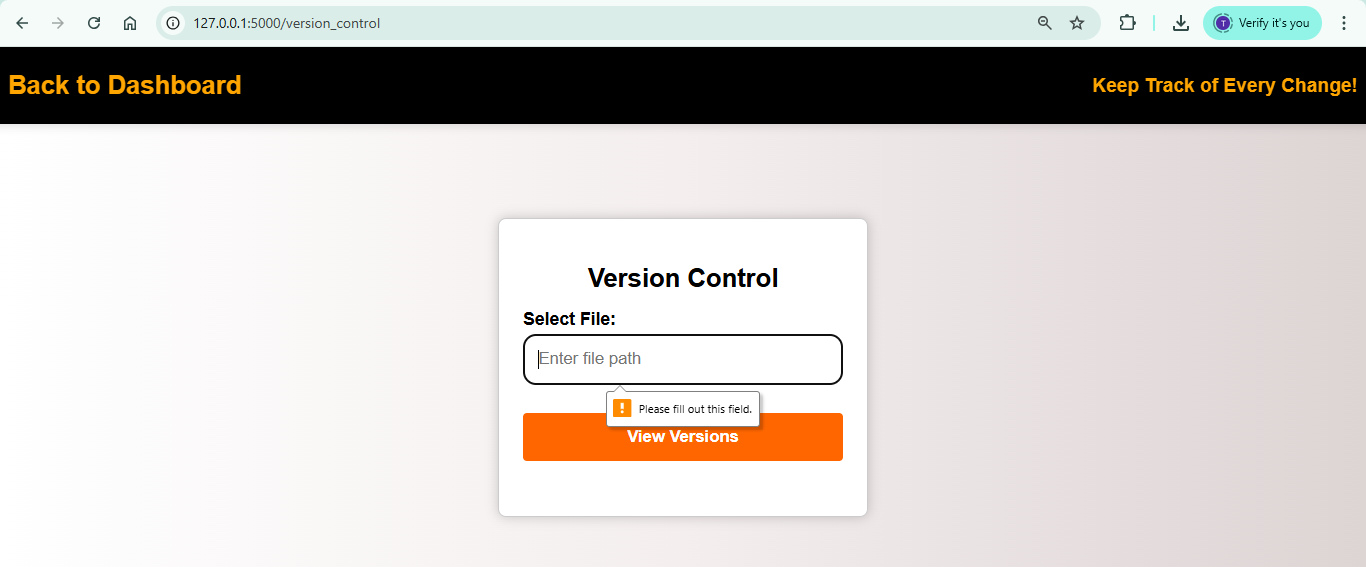 127.0.0.1:5000/version_control
T
Verify it's you
Back to Dashboard
Keep Track of Every Change!
Version Control
Select File:
Enter file path
Please fill out this field.
View Versions